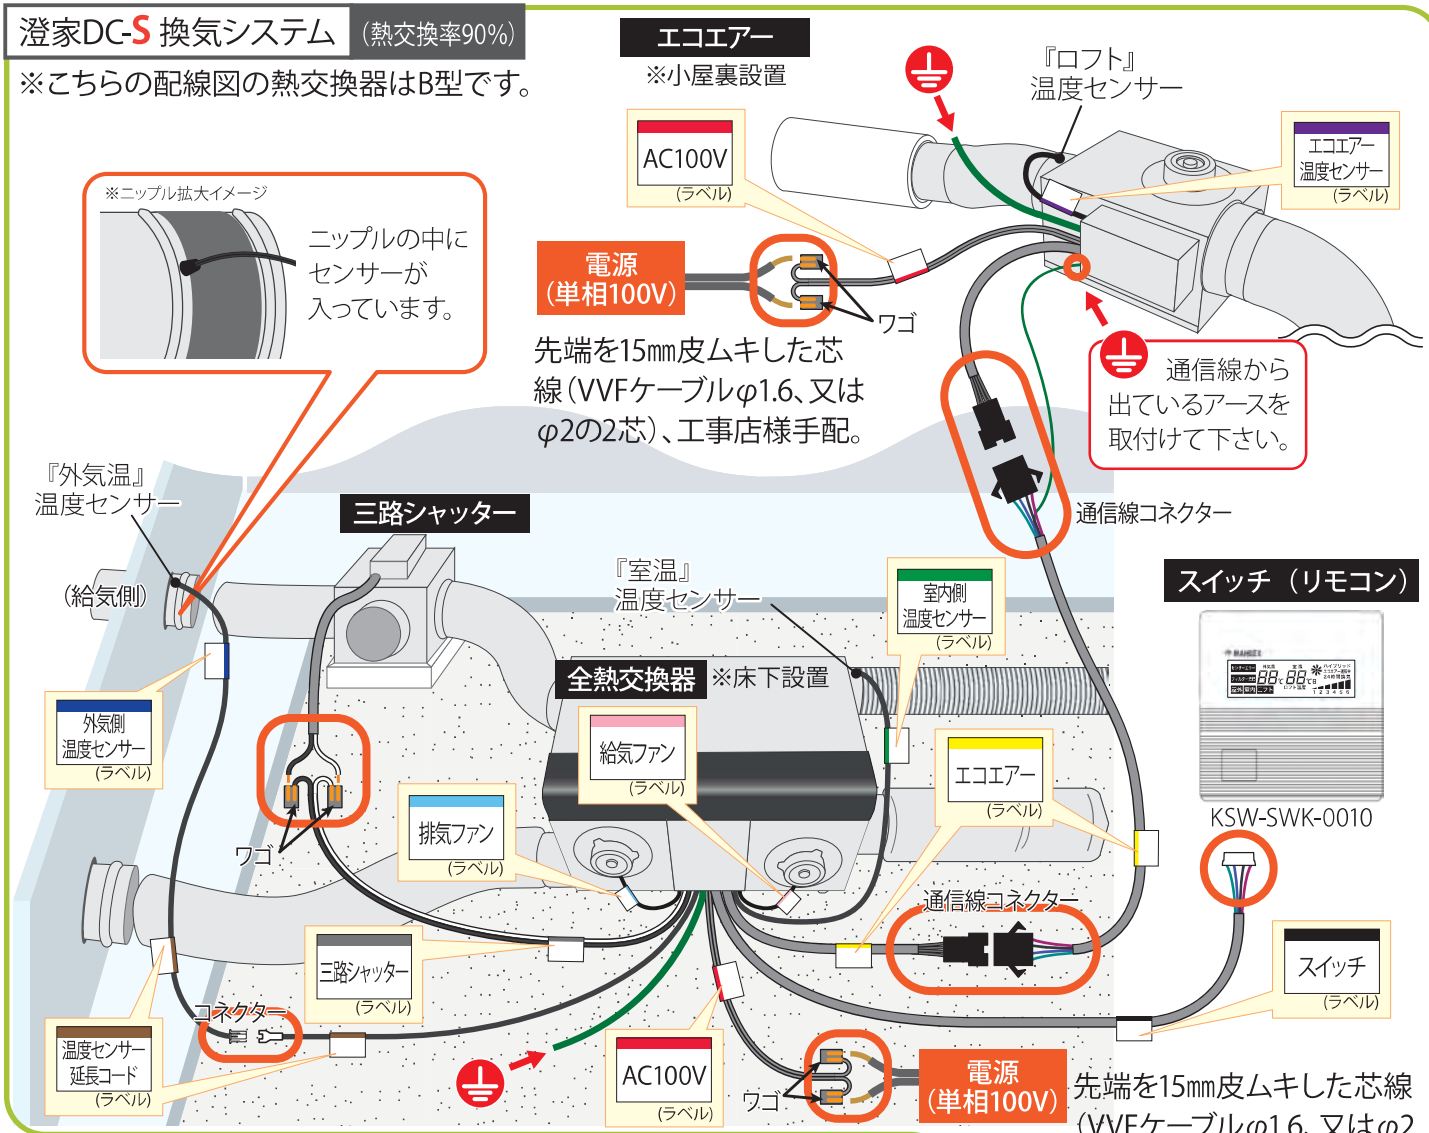 澄家DC-S 換気システム （熱交換率90%）
※こちらの配線図の熱交換器はB型です。
エコエアー
※小屋裏設置
『ロフト』
温度センサー
AC100V
(ラベル)
エコエアー
温度センサー
(ラベル)
※ニップル拡大イメージ
ニップルの中に
センサーが
入っています。
電源
(単相100V)
ワゴ
先端を15㎜皮ムキした芯
線（VVFケーブルφ1.6、又は
φ2の2芯）、工事店様手配。
通信線から
出ているアースを
取付けて下さい。
『外気温』
温度センサー
(給気側)
三路シャッター
通信線コネクター
『室温』
温度センサー
室内側
温度センサー
(ラベル)
スイッチ（リモコン）
KSW-SWK-0010
全熱交換器 ※床下設置
外気側
温度センサー
(ラベル)
給気ファン
(ラベル)
エコエアー
(ラベル)
排気ファン
(ラベル)
ワゴ
通信線コネクター
三路シャッター
(ラベル)
スイッチ
(ラベル)
コネクター
温度センサー
延長コード
(ラベル)
AC100V
(ラベル)
ワゴ
電源
(単相100V)
先端を15㎜皮ムキした芯線
（VVFケーブルφ1.6、又はφ2